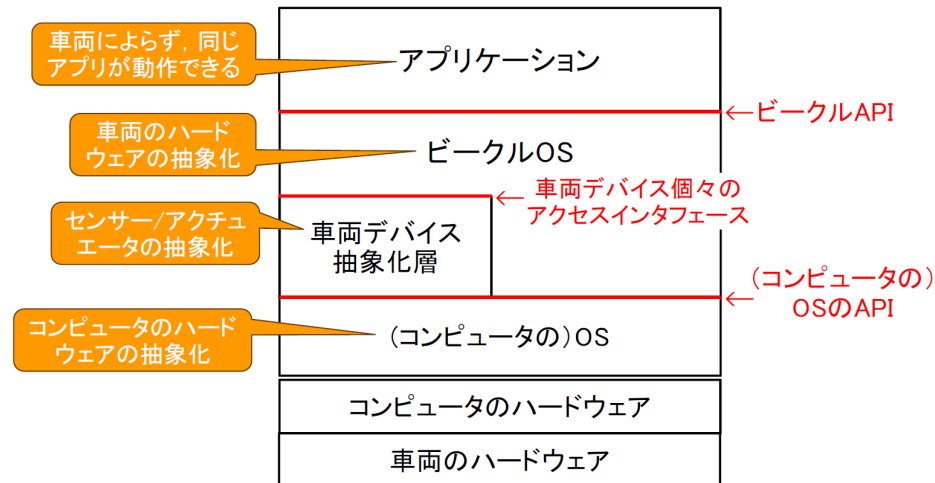 車両によらず, 同じ
アプリが動作できる
アプリケーション
←ビークルAPI
車両のハード
ウェアの抽象化
ビークルOS
←車両デバイス個々の
アクセスインタフェース
センサー/アクチュ
エータの抽象化
車両デバイス
抽象化層
←(コンピュータの)
OSのAPI
コンピュータのハード
ウェアの抽象化
(コンピュータの)OS
コンピュータのハードウェア
車両のハードウェア